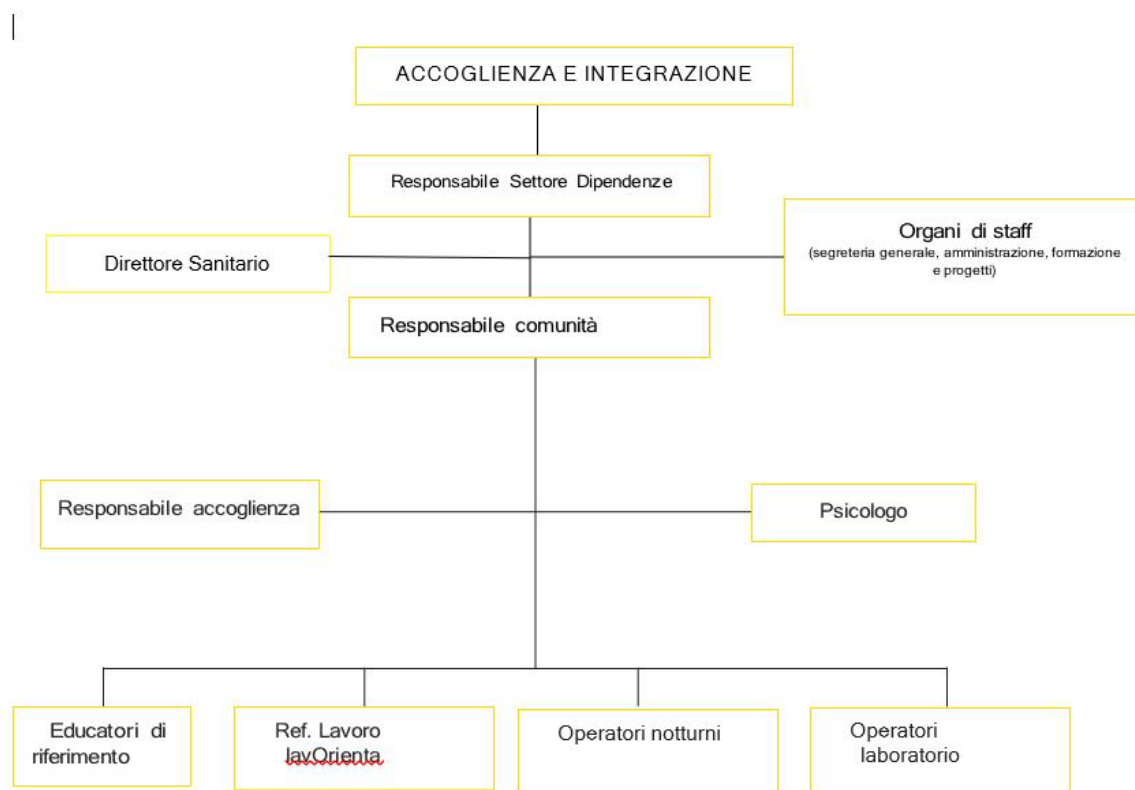 ACCOGLIENZA E INTEGRAZIONE
Responsabile Settore Dipendenze
Organi di staff
(segreteria generale, amministrazione, formazione
e progetti)
Direttore Sanitario
Responsabile comunità
Responsabile accoglienza
Psicologo
Educatori di
riferimento
Ref. Lavoro
lavOrienta
Operatori notturni
Operatori
laboratorio